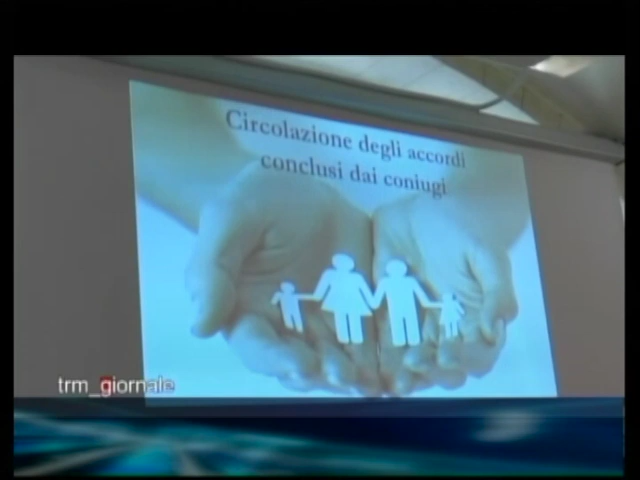 Circolazione degli accordi
conclusi dai coniugi
trm_giornale